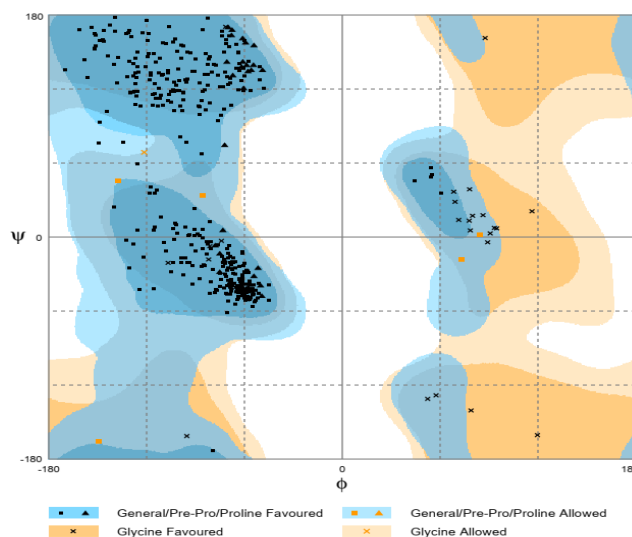 180
ψ
0
-180
-180
0
180
ϕ
General/Pre-Pro/Proline Favoured
General/Pre-Pro/Proline Allowed
Glycine Favoured
Glycine Allowed